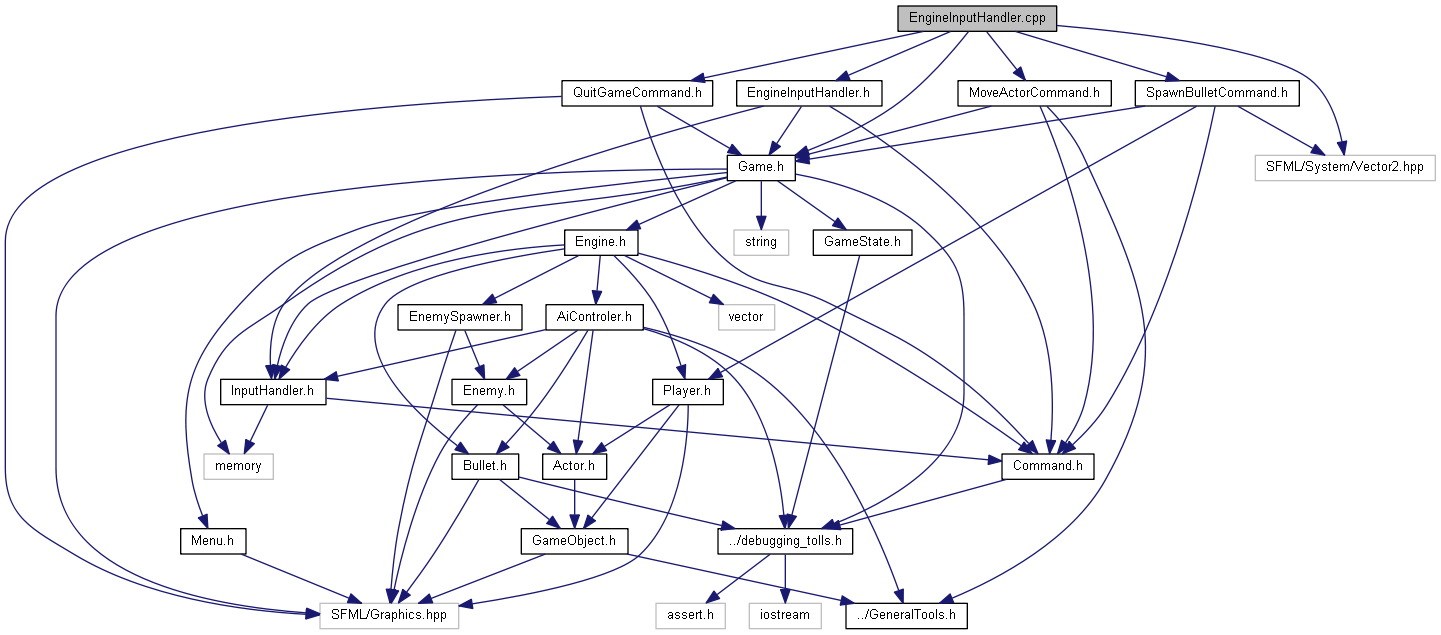 EngineInputHandler.cpp
QuitGameCommand.h
EngineInputHandler.h
MoveActorCommand.h
SpawnBulletCommand.h
Game.h
SFML/System/Vector2.hpp
Engine.h
string
GameState.h
EnemySpawner.h
AiControler.h
vector
InputHandler.h
Enemy.h
Player.h
memory
Bullet.h
Actor.h
Command.h
Menu.h
GameObject.h
../debugging_tolls.h
SFML/Graphics.hpp
assert.h
iostream
../GeneralTools.h